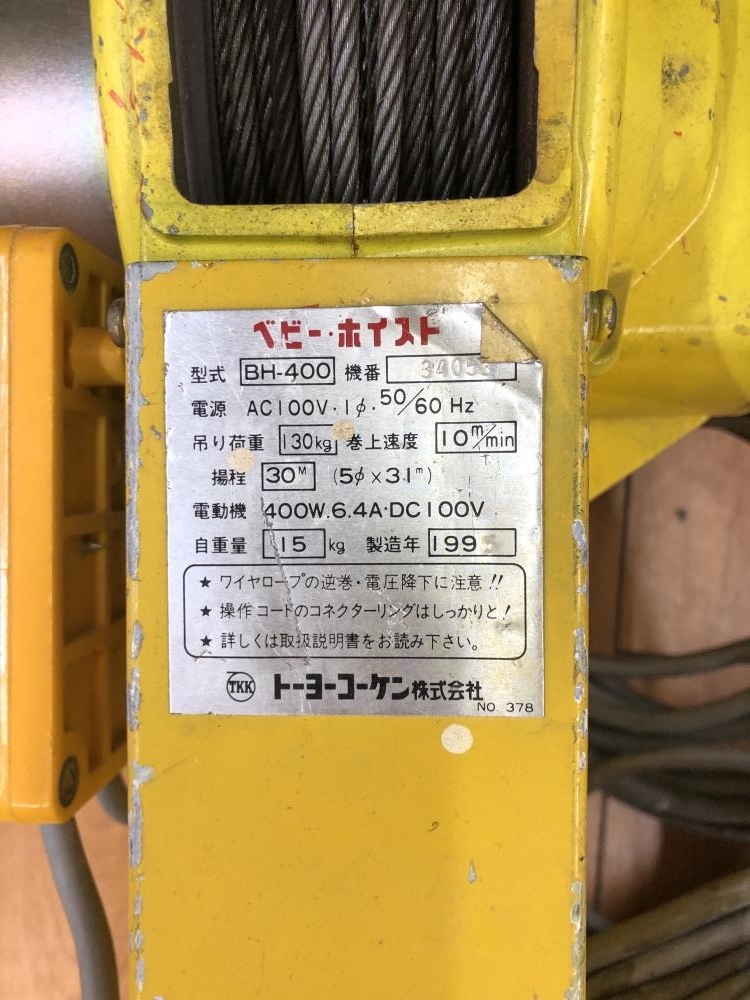 ベビー・ホイスト
型式 BH-400 機番
電源 AC100V・1φ・50/60 Hz
吊り荷重 130kg 巻上速度 10m/min
揚程 30M (5φ×31m)
電動機 400W.6.4A・DC100V
自重量 15 kg 製造年 199
★ ワイヤロープの逆巻・電圧降下に注意!!
★ 操作コードのコネクターリングはしっかりと!
★ 詳しくは取扱説明書をお読み下さい。
TKK トーヨーコーケン株式会社
NO. 378